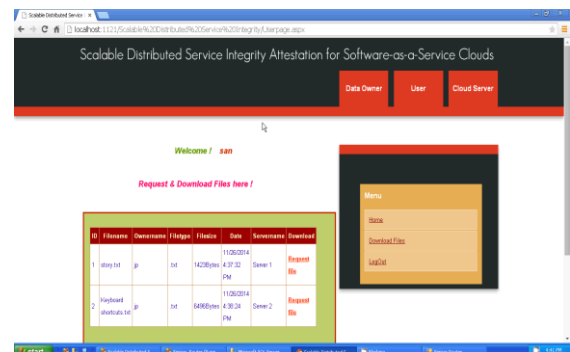 Scalable Distributed Service
localhost:1121/Scalable%20Distributed%20Service%20Integrity/Userpage.aspx
Scalable Distributed Service Integrity Attestation for Software-as-a-Service Clouds
Data Owner User Cloud Server
Welcome ! san
Request & Download Files here !
Menu
Home
Download Files
LogOut
ID Filename Ownername Filetype Filesize Date Servername Download
1 story.txt jp .txt 1423Bytes 11/26/2014 4:37:32 PM Server 1 Request file
2 Keyboard shortcuts.txt jp .txt 6496Bytes 11/26/2014 4:38:24 PM Server 2 Request file
start
4:41 PM